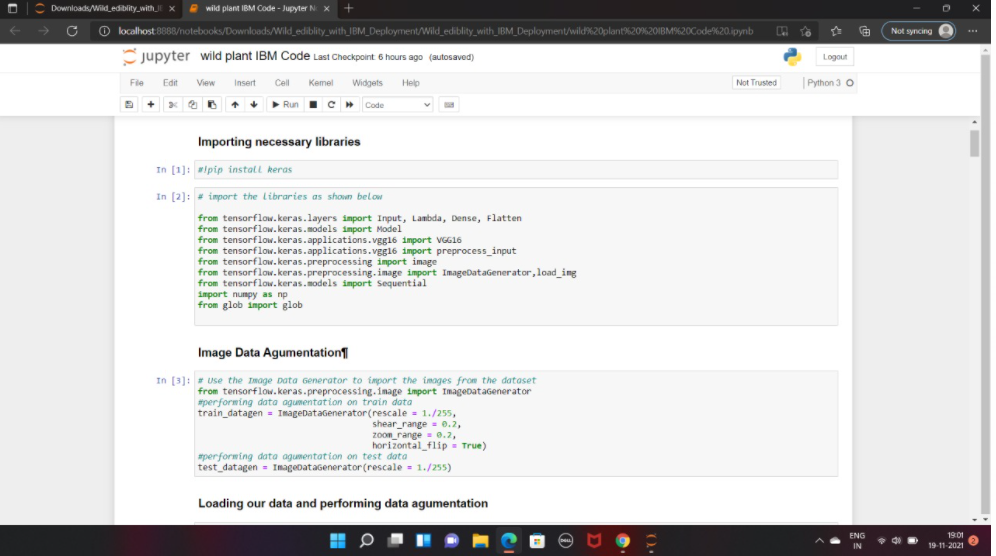 Downloads/Wild_ediblity_with_I
wild plant IBM Code - Jupyter N
localhost:8888/notebooks/Downloads/Wild_ediblity_with_IBM_Deployment/Wild_ediblity_with_IBM_Deployment/wild%20plant%20%20IBM%20Code%20.ipynb
Not syncing
jupyter wild plant IBM Code Last Checkpoint: 6 hours ago (autosaved)
Logout
File Edit View Insert Cell Kernel Widgets Help
Not Trusted
Python 3
Run
Code
Importing necessary libraries
In [1]: #!pip install keras
In [2]: # import the libraries as shown below
from tensorflow.keras.layers import Input, Lambda, Dense, Flatten
from tensorflow.keras.models import Model
from tensorflow.keras.applications.vgg16 import VGG16
from tensorflow.keras.applications.vgg16 import preprocess_input
from tensorflow.keras.preprocessing import image
from tensorflow.keras.preprocessing.image import ImageDataGenerator,load_img
from tensorflow.keras.models import Sequential
import numpy as np
from glob import glob
Image Data Agumentation¶
In [3]: # Use the Image Data Generator to import the images from the dataset
from tensorflow.keras.preprocessing.image import ImageDataGenerator
#performing data agumentation on train data
train_datagen = ImageDataGenerator(rescale = 1./255,
shear_range = 0.2,
zoom_range = 0.2,
horizontal_flip = True)
#performing data agumentation on test data
test_datagen = ImageDataGenerator(rescale = 1./255)
Loading our data and performing data agumentation
DELL
ENG
IN
19:01
19-11-2021
2